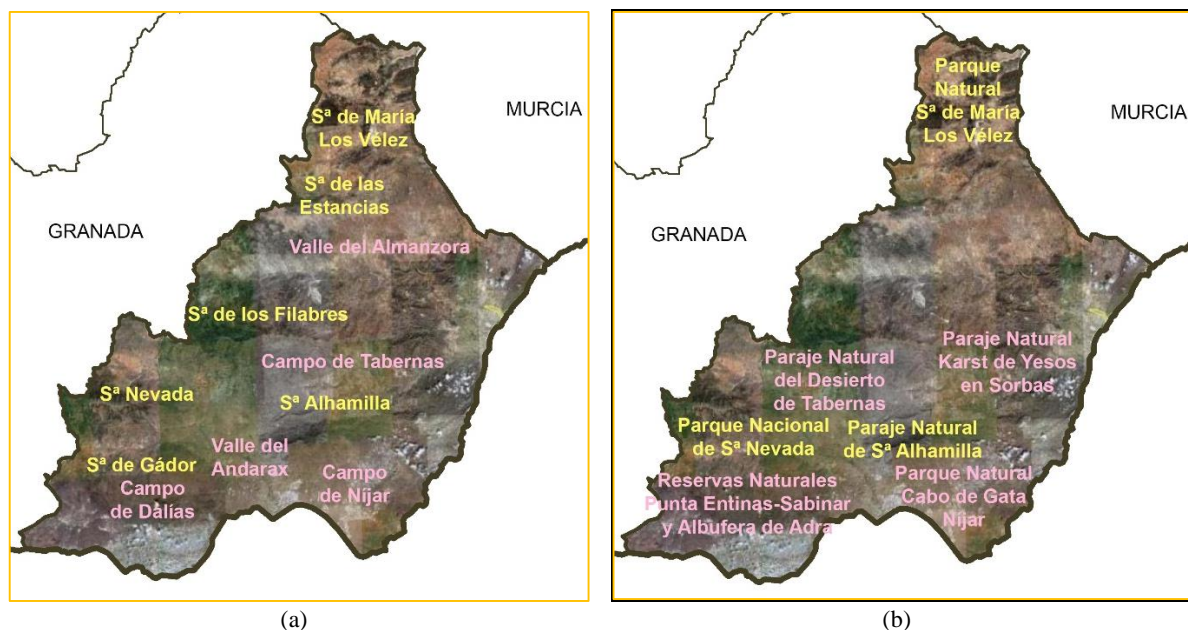 Sª de María
Los Vélez
MURCIA
Sª de las
Estancias
GRANADA
Valle del Almanzora
Sª de los Filabres
Campo de Tabernas
Sª Nevada
Sª Alhamilla
Valle del
Andarax
Sª de Gádor
Campo
de Dalías
Campo
de Níjar
(a)
Parque
Natural
Sª de María
Los Vélez
MURCIA
GRANADA
Paraje Natural
Karst de Yesos
en Sorbas
Paraje Natural
del Desierto
de Tabernas
Parque Nacional
de Sª Nevada
Paraje Natural
de Sª Alhamilla
Reservas Naturales
Punta Entinas-Sabinar
y Albufera de Adra
Parque Natural
Cabo de Gata
Níjar
(b)